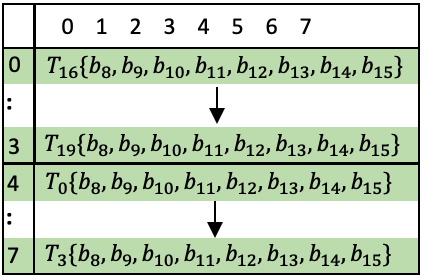 0 1 2 3 4 5 6 7
0 T₁₆{b₈, b₉, b₁₀, b₁₁, b₁₂, b₁₃, b₁₄, b₁₅}
:
3 T₁₉{b₈, b₉, b₁₀, b₁₁, b₁₂, b₁₃, b₁₄, b₁₅}
4 T₀{b₈, b₉, b₁₀, b₁₁, b₁₂, b₁₃, b₁₄, b₁₅}
:
7 T₃{b₈, b₉, b₁₀, b₁₁, b₁₂, b₁₃, b₁₄, b₁₅}